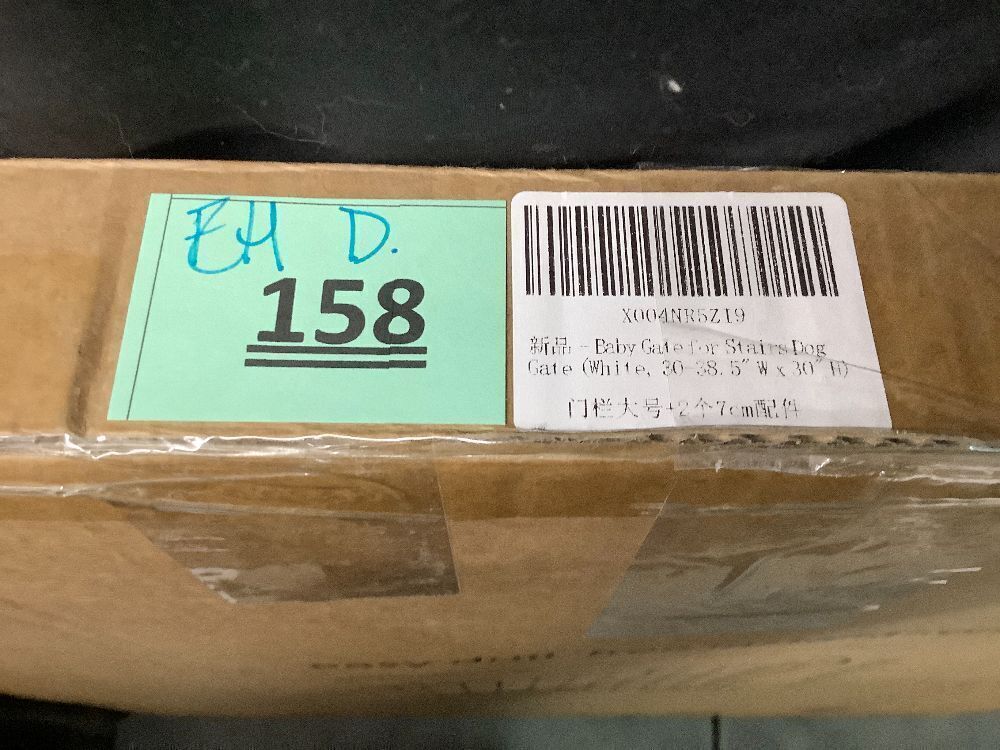 EH D.
158
X004NR5ZI9
新品 - Baby Gate for Stairs Dog
Gate (White, 30-38.5" W x 30" H)
门栏大号+2个7cm配件